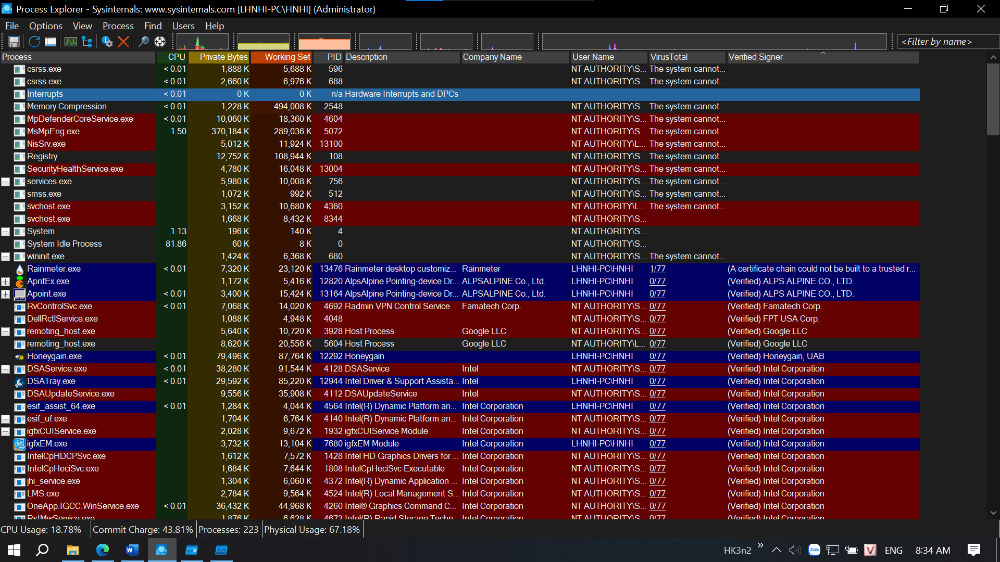 Process Explorer - Sysinternals: www.sysinternals.com [LHNHI-PC\HNHI] (Administrator)
File Options View Process Find Users Help
<Filter by name>
Process CPU Private Bytes Working Set PID Description Company Name User Name VirusTotal Verified Signer
csrss.exe < 0.01 1,888 K 5,688 K 596 NT AUTHORITY\S... The system cannot...
csrss.exe < 0.01 2,660 K 6,976 K 688 NT AUTHORITY\S... The system cannot...
Interrupts < 0.01 0 K 0 K n/a Hardware Interrupts and DPCs
Memory Compression < 0.01 1,228 K 494,008 K 2548 NT AUTHORITY\S... The system cannot...
MpDefenderCoreService.exe < 0.01 10,060 K 18,360 K 4604 NT AUTHORITY\S... The system cannot...
MsMpEng.exe 1.50 370,184 K 289,036 K 5072 NT AUTHORITY\S... The system cannot...
NisSrv.exe 5,012 K 11,924 K 13100 NT AUTHORITY\L... The system cannot...
Registry 12,752 K 108,944 K 108 NT AUTHORITY\S... The system cannot...
SecurityHealthService.exe 4,780 K 16,048 K 13004 NT AUTHORITY\S... The system cannot...
services.exe 5,980 K 10,008 K 756 NT AUTHORITY\S... The system cannot...
smss.exe 1,072 K 992 K 512 NT AUTHORITY\S... The system cannot...
svchost.exe 3,152 K 10,680 K 4360 NT AUTHORITY\L... The system cannot...
svchost.exe 1,668 K 8,432 K 8344 NT AUTHORITY\S...
System 1.13 196 K 140 K 4 NT AUTHORITY\S...
System Idle Process 81.86 60 K 8 K 0 NT AUTHORITY\S...
wininit.exe 1,424 K 6,368 K 680 NT AUTHORITY\S... The system cannot...
Rainmeter.exe < 0.01 7,320 K 23,120 K 13476 Rainmeter desktop customiz... Rainmeter LHNHI-PC\HNHI 1/77 (A certificate chain could not be built to a trusted r...
ApntEx.exe 1,172 K 5,416 K 12820 AlpsAlpine Pointing-device Dr... ALPSALPINE Co., Ltd. LHNHI-PC\HNHI 0/77 (Verified) ALPS ALPINE CO., LTD.
Apoint.exe < 0.01 3,400 K 15,424 K 13164 AlpsAlpine Pointing-device Dr... ALPSALPINE Co., Ltd. LHNHI-PC\HNHI 0/77 (Verified) ALPS ALPINE CO., LTD.
RvControlSvc.exe < 0.01 7,068 K 14,020 K 4692 Radmin VPN Control Service Famatech Corp. NT AUTHORITY\S... 0/77 (Verified) Famatech Corp.
DellRctlService.exe 1,088 K 4,948 K 4048 NT AUTHORITY\S... 0/77 (Verified) FPT USA Corp.
remoting_host.exe 5,640 K 10,720 K 3928 Host Process Google LLC NT AUTHORITY\S... 0/77 (Verified) Google LLC
remoting_host.exe 8,620 K 20,556 K 5604 Host Process Google LLC NT AUTHORITY\L... 0/77 (Verified) Google LLC
Honeygain.exe < 0.01 79,496 K 87,764 K 12292 Honeygain LHNHI-PC\HNHI 0/77 (Verified) Honeygain, UAB
DSAService.exe < 0.01 38,280 K 91,544 K 4128 DSAService Intel NT AUTHORITY\S... 0/77 (Verified) Intel Corporation
DSATray.exe < 0.01 29,592 K 85,220 K 12944 Intel Driver & Support Assista... Intel LHNHI-PC\HNHI 0/77 (Verified) Intel Corporation
DSAUpdateService.exe 9,556 K 35,908 K 4112 DSAUpdateService Intel NT AUTHORITY\S... 0/77 (Verified) Intel Corporation
esif_assist_64.exe < 0.01 1,284 K 4,044 K 4564 Intel(R) Dynamic Platform an... Intel Corporation LHNHI-PC\HNHI 0/77 (Verified) Intel Corporation
esif_uf.exe 1,704 K 6,764 K 4140 Intel(R) Dynamic Platform an... Intel Corporation NT AUTHORITY\S... 0/77 (Verified) Intel Corporation
igfxCUIService.exe 2,028 K 9,672 K 1932 igfxCUIService Module Intel Corporation NT AUTHORITY\S... 0/77 (Verified) Intel Corporation
igfxEM.exe 3,732 K 13,104 K 7680 igfxEM Module Intel Corporation LHNHI-PC\HNHI 0/77 (Verified) Intel Corporation
IntelCpHDCPSvc.exe 1,612 K 7,572 K 1428 Intel HD Graphics Drivers for ... Intel Corporation NT AUTHORITY\S... 0/77 (Verified) Intel Corporation
IntelCpHeciSvc.exe 1,684 K 7,644 K 1808 IntelCpHeciSvc Executable Intel Corporation NT AUTHORITY\S... 0/77 (Verified) Intel Corporation
jhi_service.exe 1,304 K 6,060 K 4372 Intel(R) Dynamic Application ... Intel Corporation NT AUTHORITY\S... 0/77 (Verified) Intel Corporation
LMS.exe 2,784 K 9,564 K 4524 Intel(R) Local Management S... Intel Corporation NT AUTHORITY\S... 0/77 (Verified) Intel Corporation
OneApp.IGCC.WinService.exe < 0.01 36,432 K 44,968 K 4260 Intel® Graphics Command C... Intel Corporation NT AUTHORITY\S... 0/77 (Verified) Intel Corporation
RstMwService.exe 1,876 K 6,628 K 4672 Intel(R) Rapid Storage Techn... Intel Corporation NT AUTHORITY\S... 0/77 (Verified) Intel Corporation
CPU Usage: 18.78% Commit Charge: 43.81% Processes: 223 Physical Usage: 67.18%
HK3n2 Zalo V ENG 8:34 AM